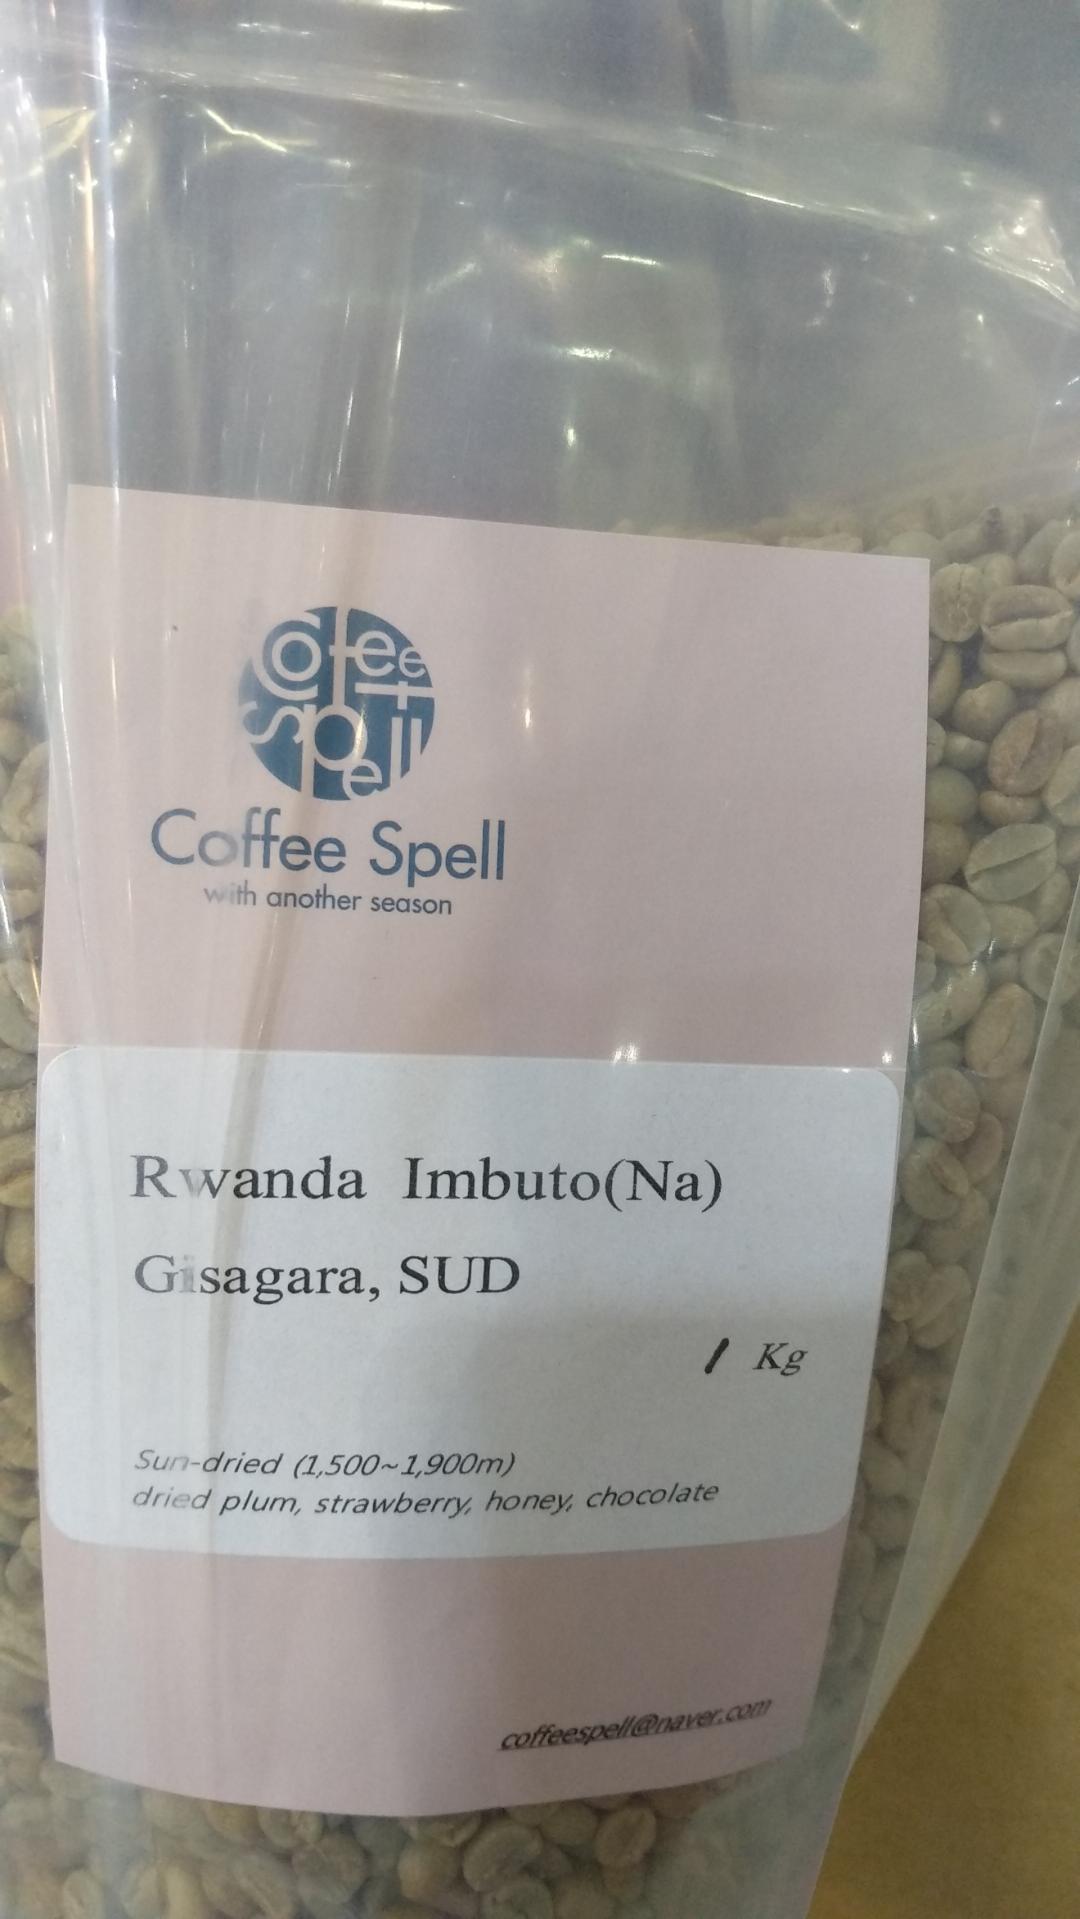 Coffee
Spell
Coffee Spell
with another season
Rwanda Imbuto(Na)
Gisagara, SUD
1 Kg
Sun-dried (1,500~1,900m)
dried plum, strawberry, honey, chocolate
coffeespell@naver.com